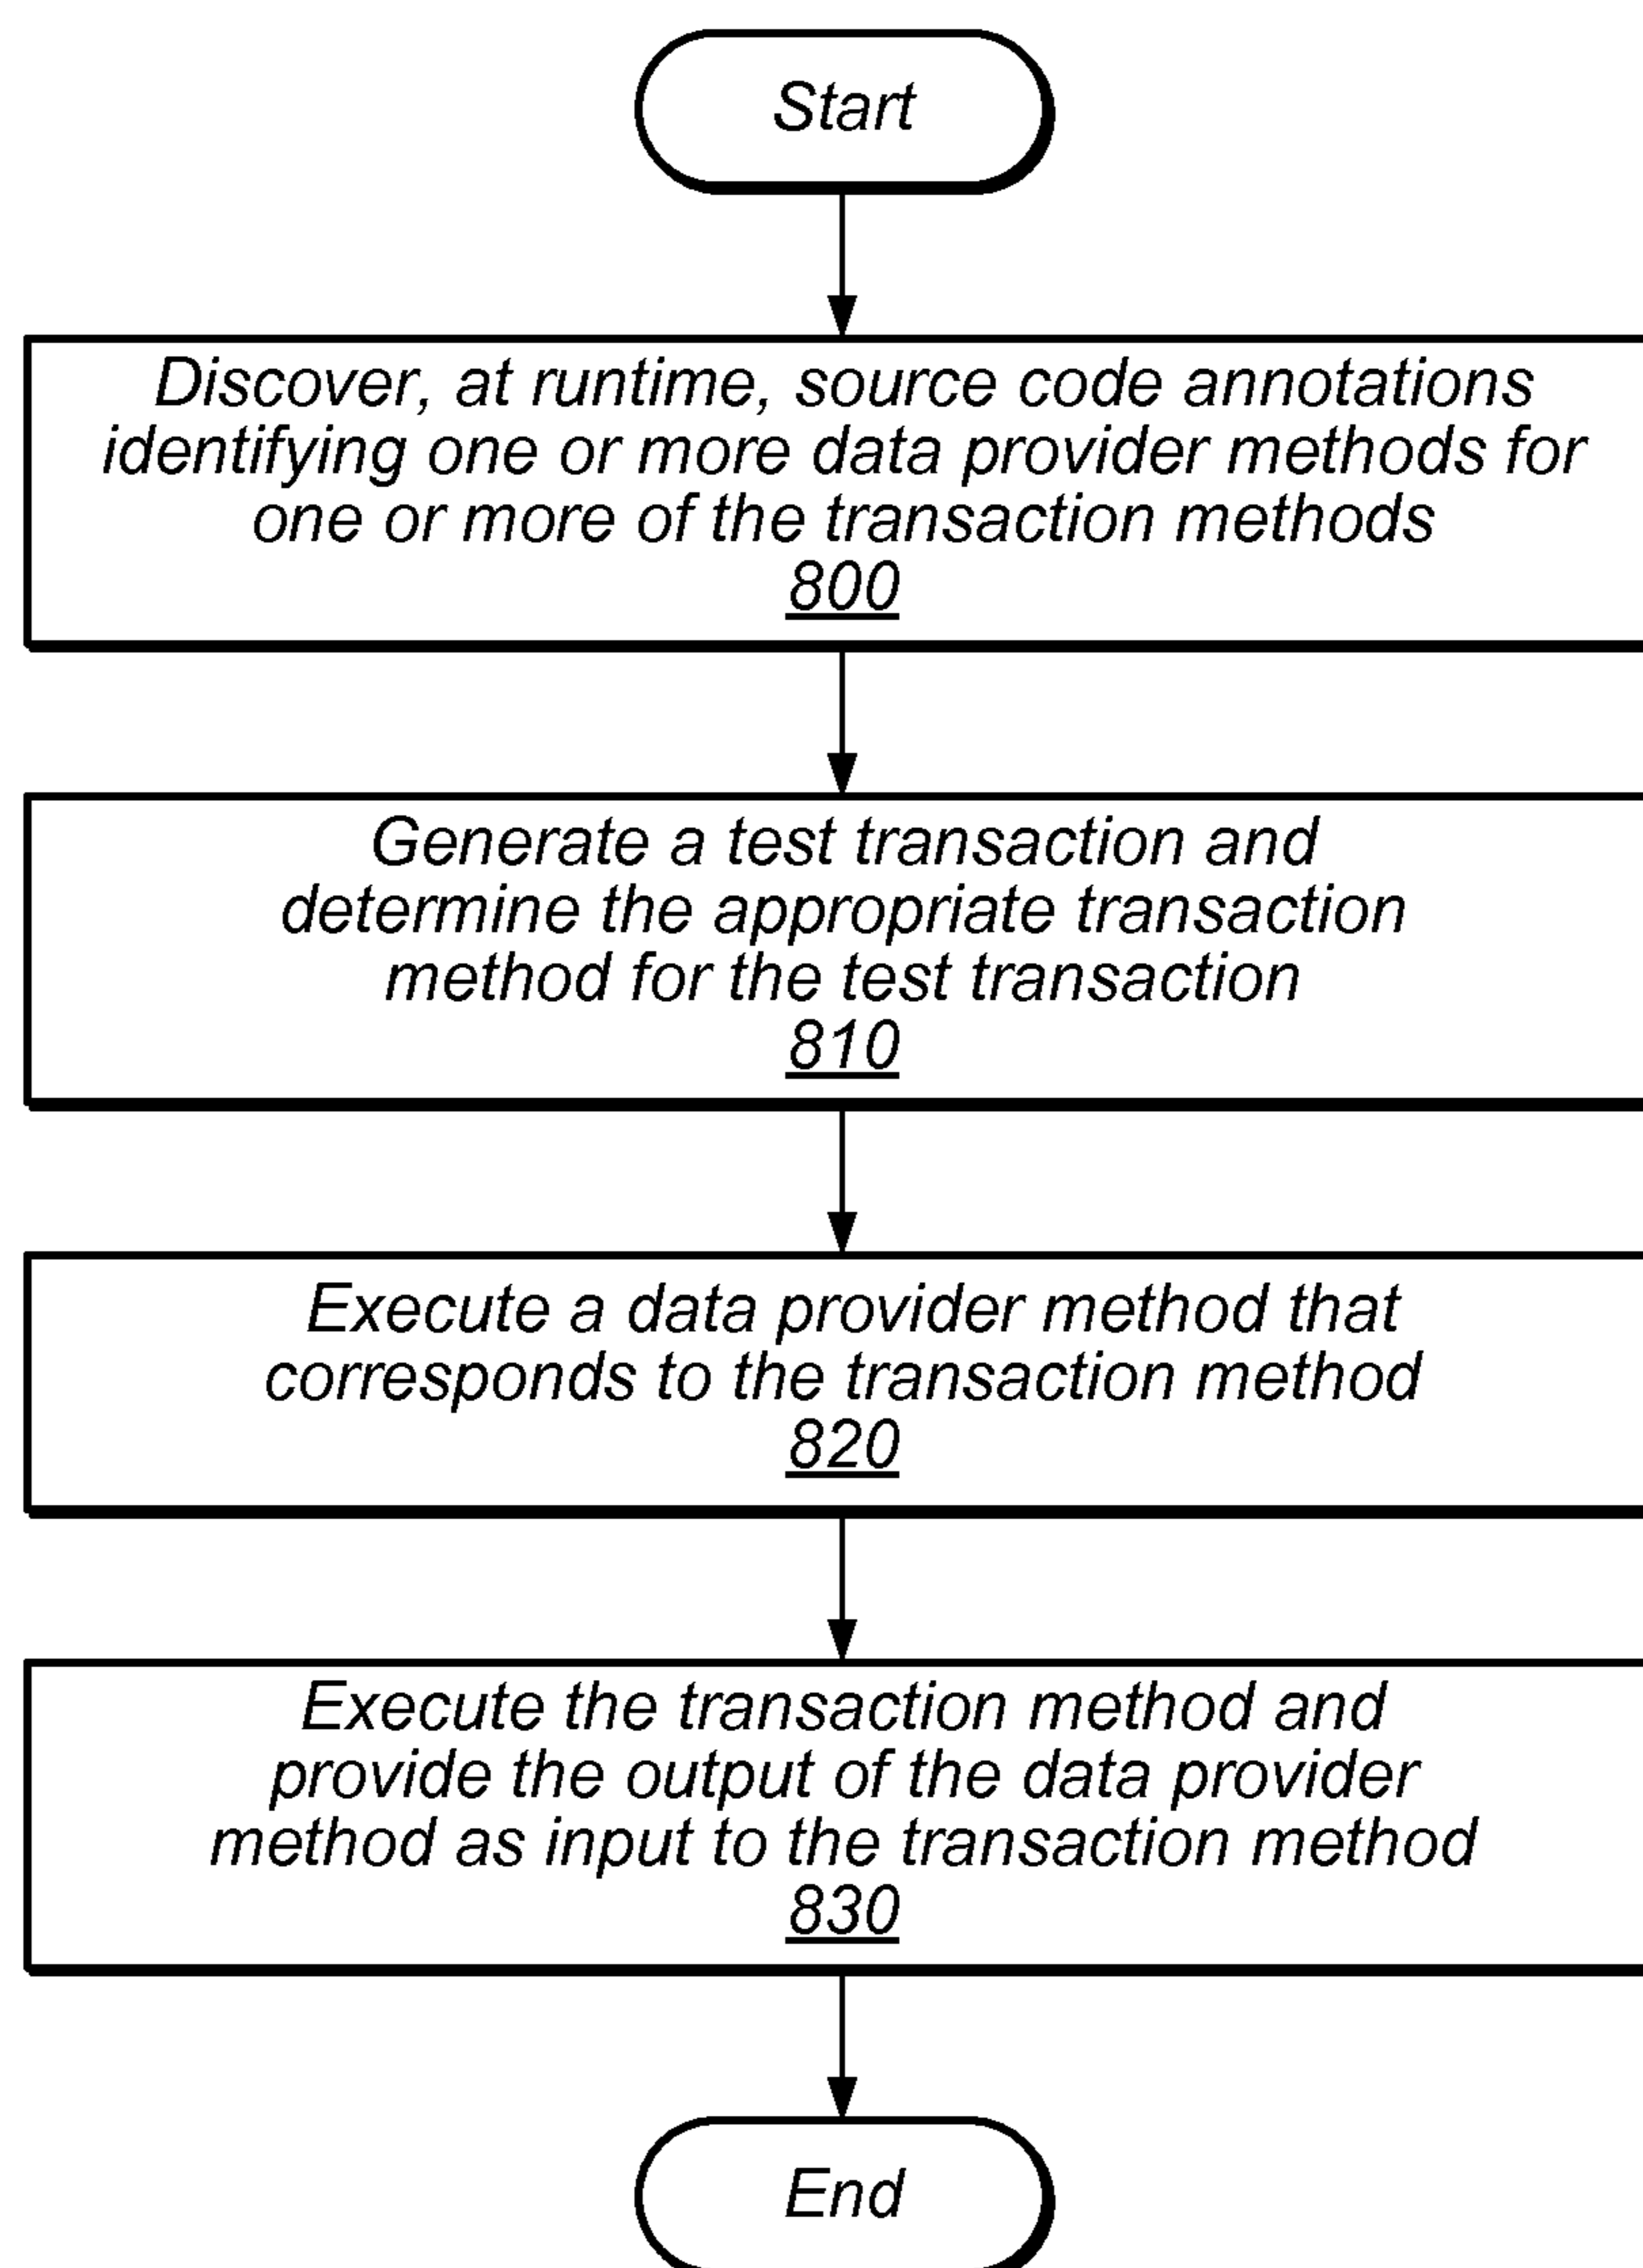 Start
Discover, at runtime, source code annotations
identifying one or more data provider methods for
one or more of the transaction methods
800
Generate a test transaction and
determine the appropriate transaction
method for the test transaction
810
Execute a data provider method that
corresponds to the transaction method
820
Execute the transaction method and
provide the output of the data provider
method as input to the transaction method
830
End